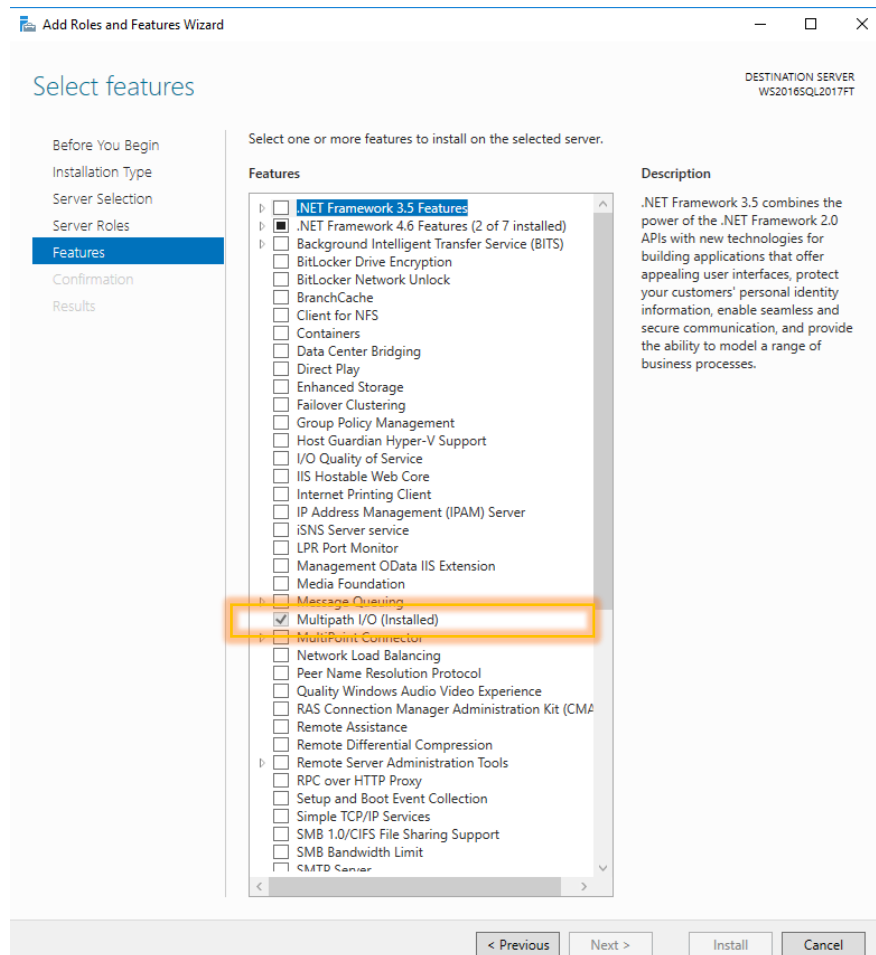 Add Roles and Features Wizard
Select features
DESTINATION SERVER
WS2016SQL2017FT
Before You Begin
Installation Type
Server Selection
Server Roles
Features
Confirmation
Results
Select one or more features to install on the selected server.
Features
.NET Framework 3.5 Features
.NET Framework 4.6 Features (2 of 7 installed)
Background Intelligent Transfer Service (BITS)
BitLocker Drive Encryption
BitLocker Network Unlock
BranchCache
Client for NFS
Containers
Data Center Bridging
Direct Play
Enhanced Storage
Failover Clustering
Group Policy Management
Host Guardian Hyper-V Support
I/O Quality of Service
IIS Hostable Web Core
Internet Printing Client
IP Address Management (IPAM) Server
iSNS Server service
LPR Port Monitor
Management OData IIS Extension
Media Foundation
Message Queuing
Multipath I/O (Installed)
MultiPoint Connector
Network Load Balancing
Peer Name Resolution Protocol
Quality Windows Audio Video Experience
RAS Connection Manager Administration Kit (CMA
Remote Assistance
Remote Differential Compression
Remote Server Administration Tools
RPC over HTTP Proxy
Setup and Boot Event Collection
Simple TCP/IP Services
SMB 1.0/CIFS File Sharing Support
SMB Bandwidth Limit
SMTP Server
Description
.NET Framework 3.5 combines the
power of the .NET Framework 2.0
APIs with new technologies for
building applications that offer
appealing user interfaces, protect
your customers' personal identity
information, enable seamless and
secure communication, and provide
the ability to model a range of
business processes.
< Previous
Next >
Install
Cancel